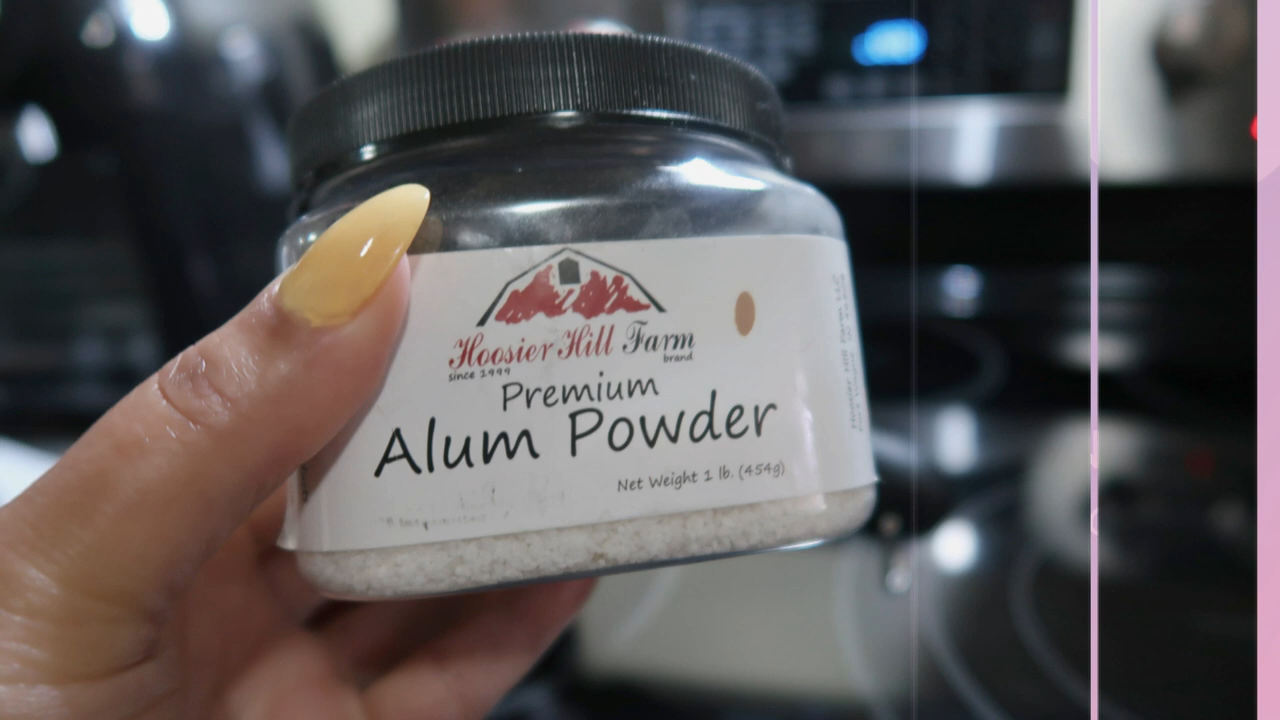 Hoosier Hill Farm
since 1999 brand
Premium
Alum Powder
Net Weight 1 lb. (454g)